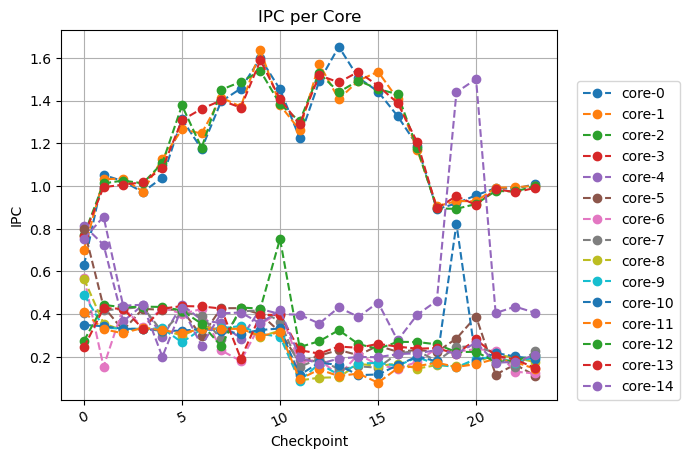 IPC per Core
IPC
1.6
1.4
1.2
1.0
0.8
0.6
0.4
0.2
0
5
10
15
20
Checkpoint
core-0
core-1
core-2
core-3
core-4
core-5
core-6
core-7
core-8
core-9
core-10
core-11
core-12
core-13
core-14